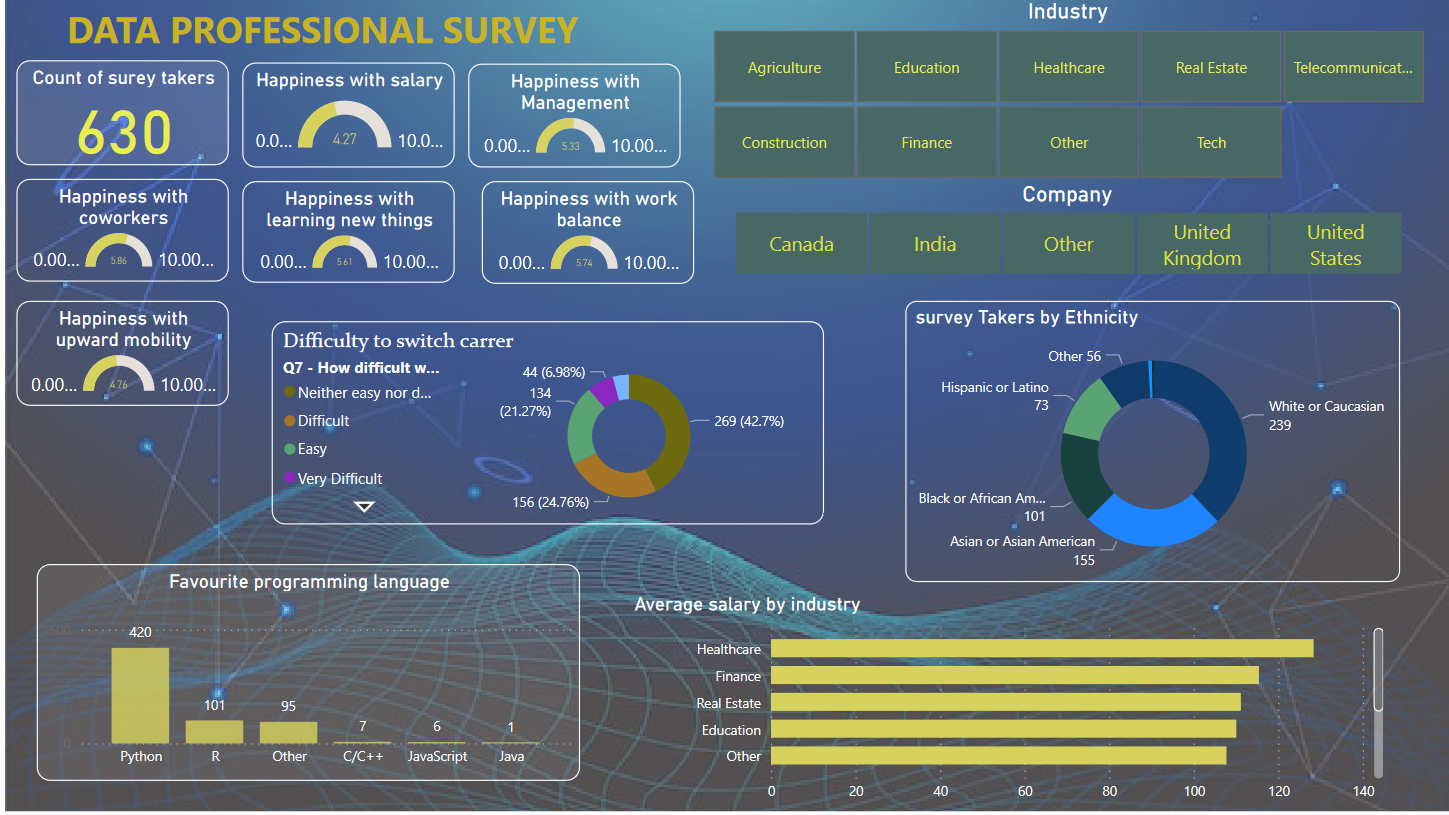 DATA PROFESSIONAL SURVEY
Count of surey takers
630
Happiness with salary
0.0...
4.27
10.00...
Happiness with
Management
0.00...
5.33
10.00...
Happiness with
coworkers
0.00...
5.86
10.00...
Happiness with
learning new things
0.00...
5.61
10.00...
Happiness with work
balance
0.00...
5.74
10.00...
Happiness with
upward mobility
0.00...
4.76
10.00...
Industry
Agriculture
Education
Healthcare
Real Estate
Telecommunicat...
Construction
Finance
Other
Tech
Company
Canada
India
Other
United
Kingdom
United
States
Difficulty to switch carrer
Q7 - How difficult w...
Neither easy nor d...
Difficult
Easy
Very Difficult
44 (6.98%)
134
(21.27%)
269 (42.7%)
156 (24.76%)
survey Takers by Ethnicity
Other 56
Hispanic or Latino
73
White or Caucasian
239
Black or African Am...
101
Asian or Asian American
155
Favourite programming language
500
0
420
101
95
7
6
1
Python
R
Other
C/C++
JavaScript
Java
Average salary by industry
Healthcare
Finance
Real Estate
Education
Other
0
20
40
60
80
100
120
140